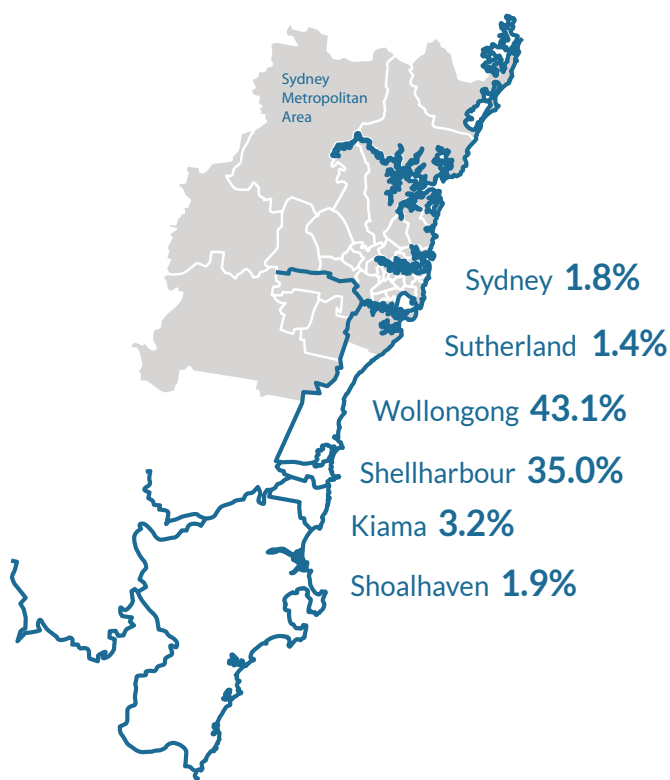 Sydney
Metropolitan
Area
Sydney 1.8%
Sutherland 1.4%
Wollongong 43.1%
Shellharbour 35.0%
Kiama 3.2%
Shoalhaven 1.9%